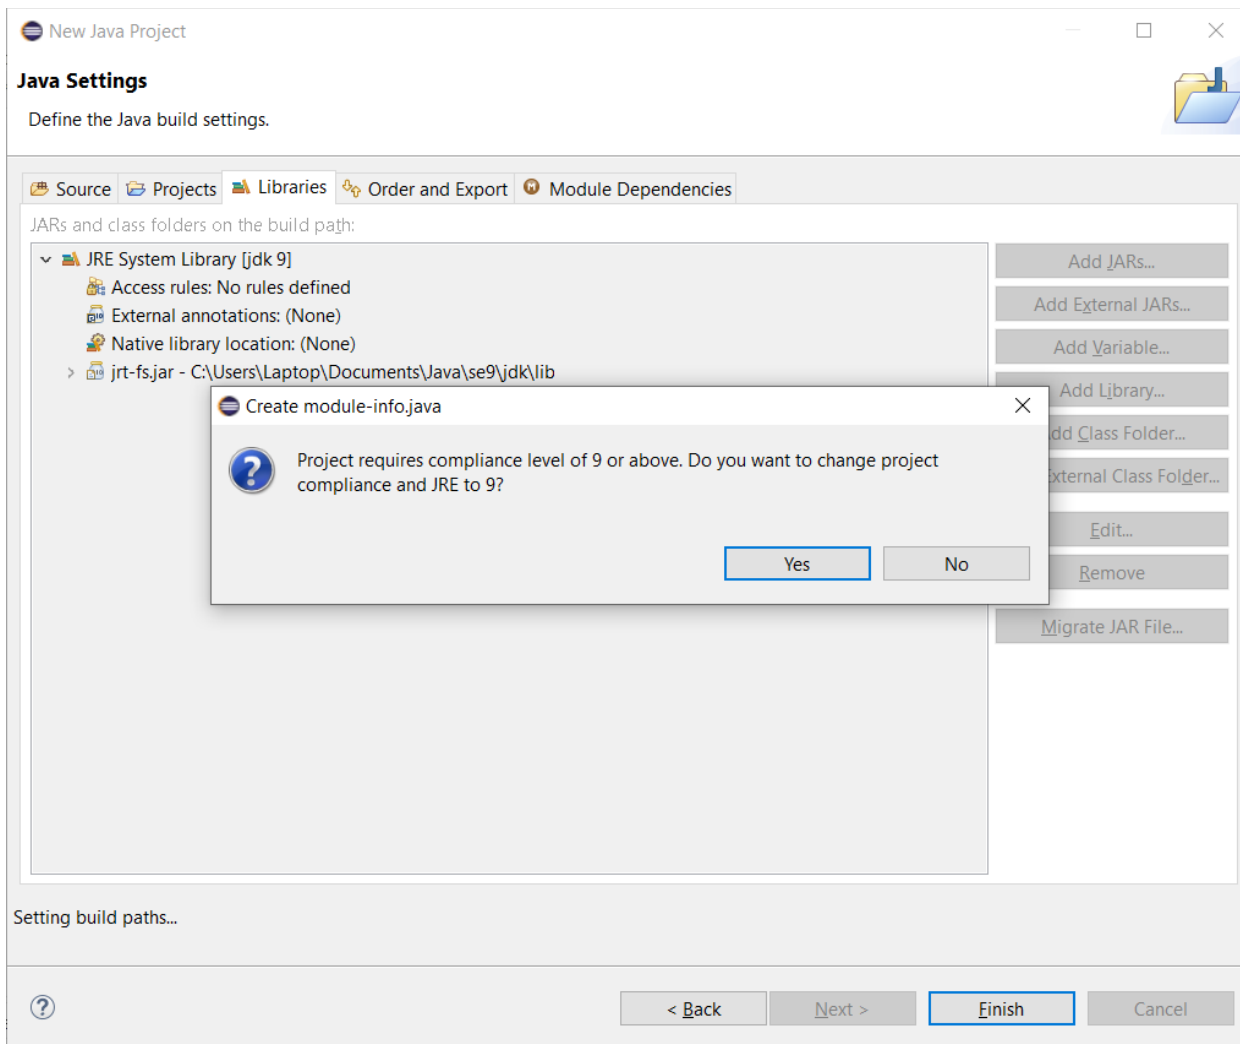 New Java Project
Java Settings
Define the Java build settings.
Source Projects Libraries Order and Export Module Dependencies
JARs and class folders on the build path:
JRE System Library [jdk 9]
Access rules: No rules defined
External annotations: (None)
Native library location: (None)
jrt-fs.jar - C:\Users\Laptop\Documents\Java\se9\jdk\lib
Add JARs...
Add External JARs...
Add Variable...
Add Library...
dd Class Folder...
External Class Folder...
Edit...
Remove
Migrate JAR File...
Create module-info.java
Project requires compliance level of 9 or above. Do you want to change project
compliance and JRE to 9?
Yes No
Setting build paths...
< Back Next > Finish Cancel